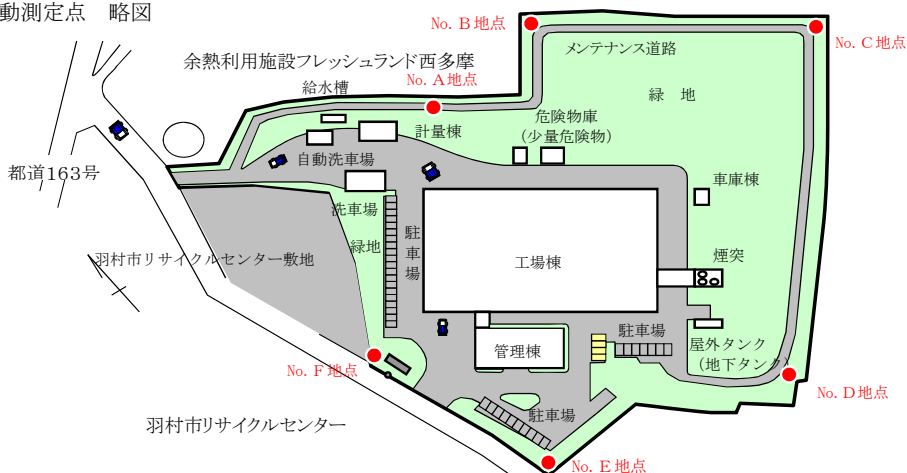 動測定点　略図
No. B 地点
No. C 地点
メンテナンス道路
余熱利用施設フレッシュランド西多摩
No. A 地点
給水槽
緑　地
危険物庫
（少量危険物）
計量棟
自動洗車場
都道163号
車庫棟
洗車場
駐車場
緑地
羽村市リサイクルセンター敷地
工場棟
煙突
駐車場
管理棟
屋外タンク
（地下タンク）
No. F 地点
No. D 地点
駐車場
羽村市リサイクルセンター
No. E 地点